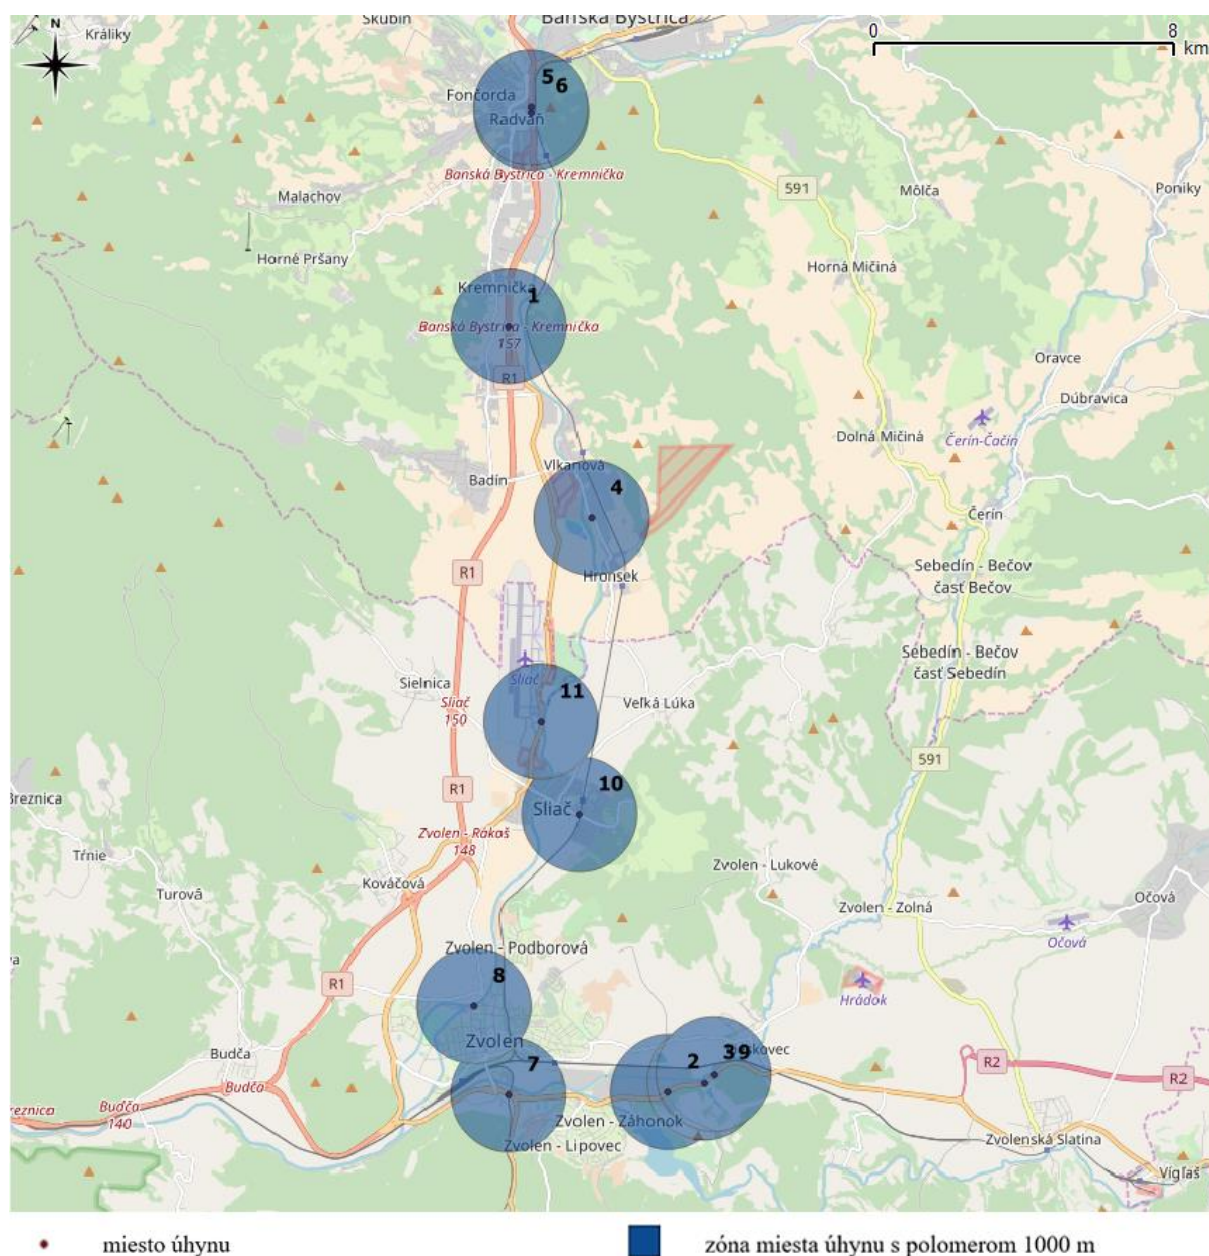 Skubín
Banská Bystrica
N
Králiky
0 8
km
5 6
Fončorda
Radvaň
Banská Bystrica - Kremnička
591
Môlča
Poniky
Malachov
Horné Pršany
Horná Mičiná
Kremnička
1
Banská Bystrica - Kremnička
157
R1
Oravce
Dúbravica
Dolná Mičiná
Čerín-Čačín
Vlkanová
Badín
4
Čerín
Hronsek
R1
Sebedín - Bečov
časť Bečov
Sebedín - Bečov
časť Sebedín
Sliač
Sielnica
11
Veľká Lúka
Sliač
150
591
R1
10
Breznica
Sliač
Zvolen - Rákoš
148
Tŕnie
Kováčová
Turová
Zvolen - Lukové
Očová
Zvolen - Zolná
Očová
Zvolen - Podborová
8
R1
Hrádok
Zvolen
Budča
7
2
3 9
skovec
R2
R2
Budča
Budča
140
reznica
Zvolen - Záhonok
Zvolen - Lipovec
Zvolenská Slatina
Vígľaš
miesto úhynu
zóna miesta úhynu s polomerom 1000 m